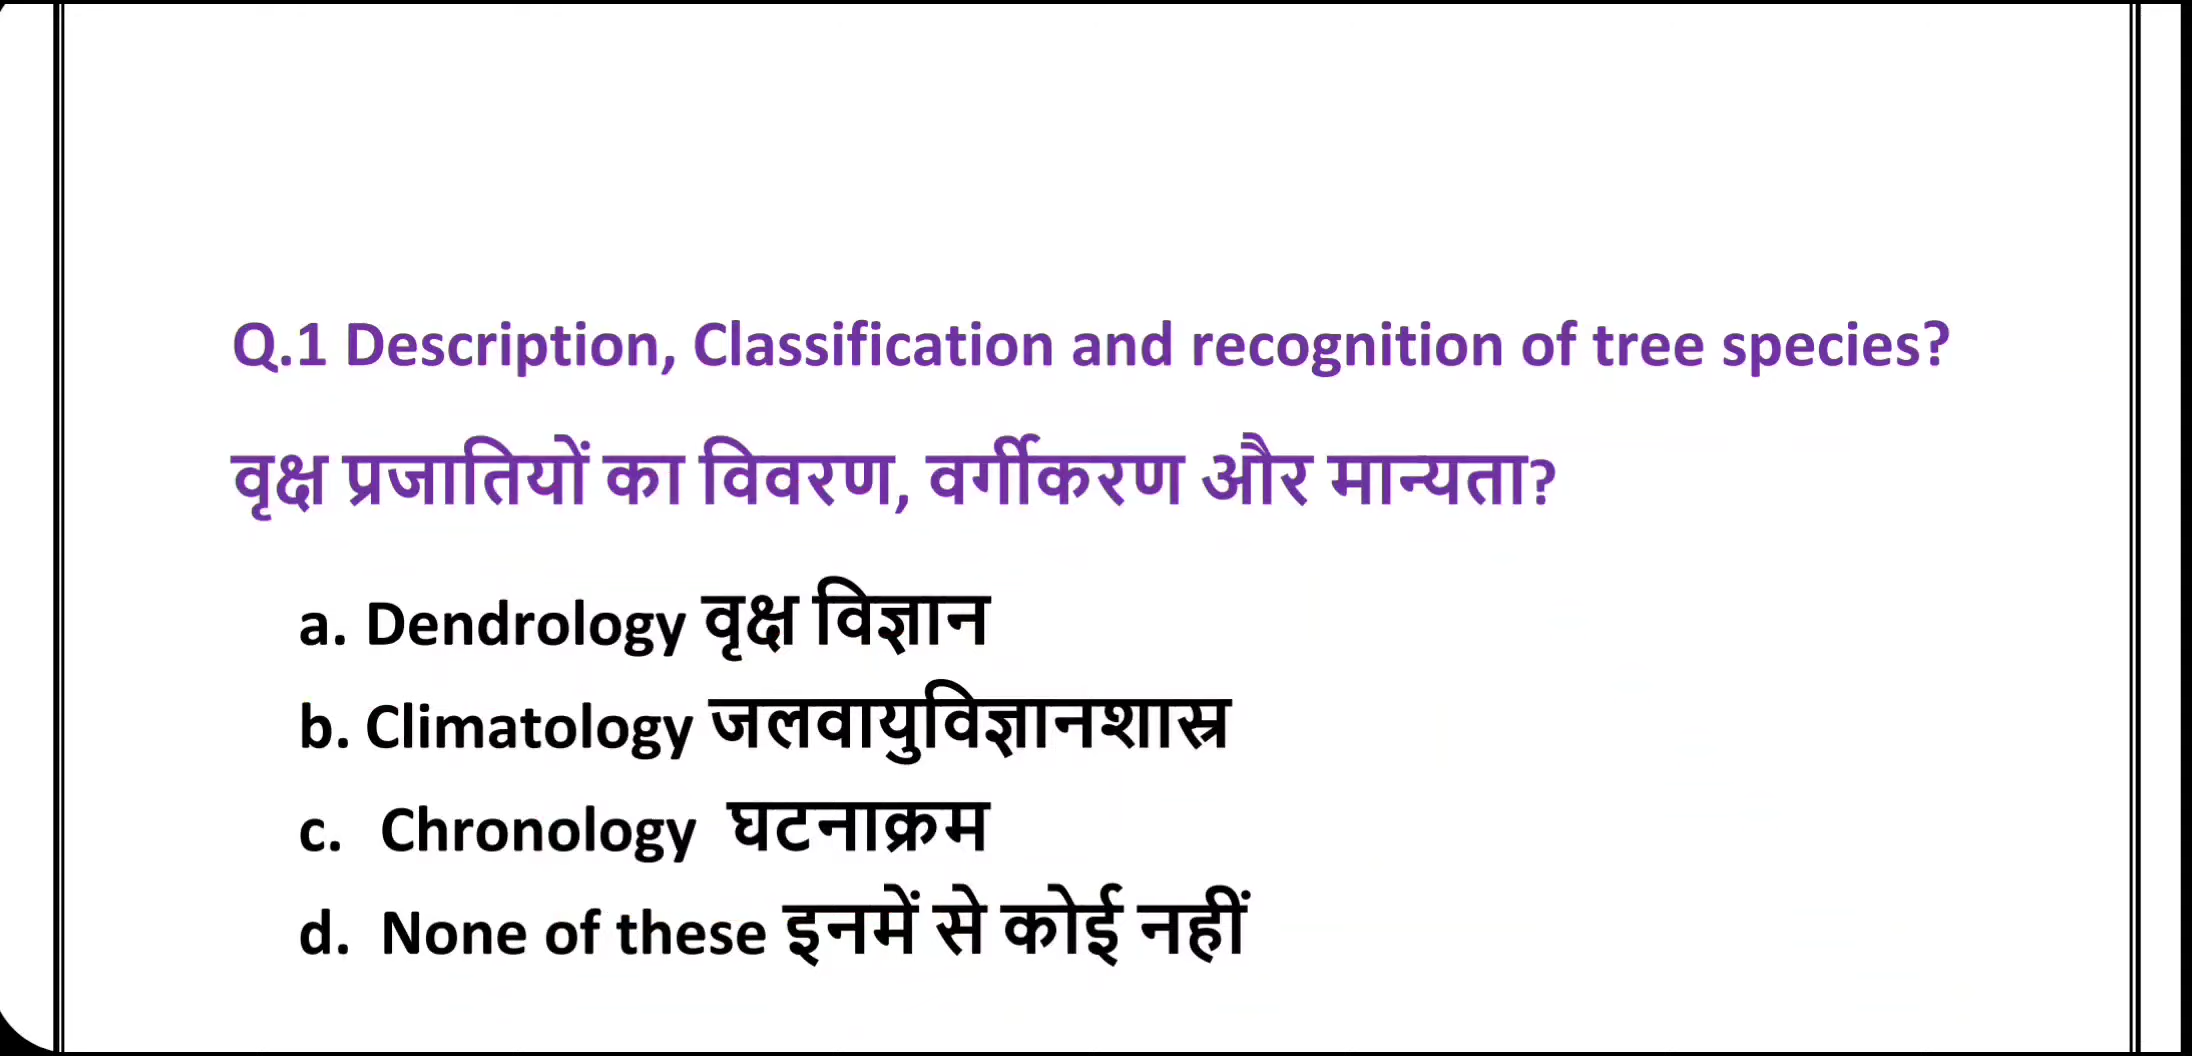 Q.1 Description, Classification and recognition of tree species?
वृक्ष प्रजातियों का विवरण, वर्गीकरण और मान्यता?
a. Dendrology वृक्ष विज्ञान
b. Climatology जलवायुविज्ञानशास्र
c. Chronology घटनाक्रम
d. None of these इनमें से कोई नहीं